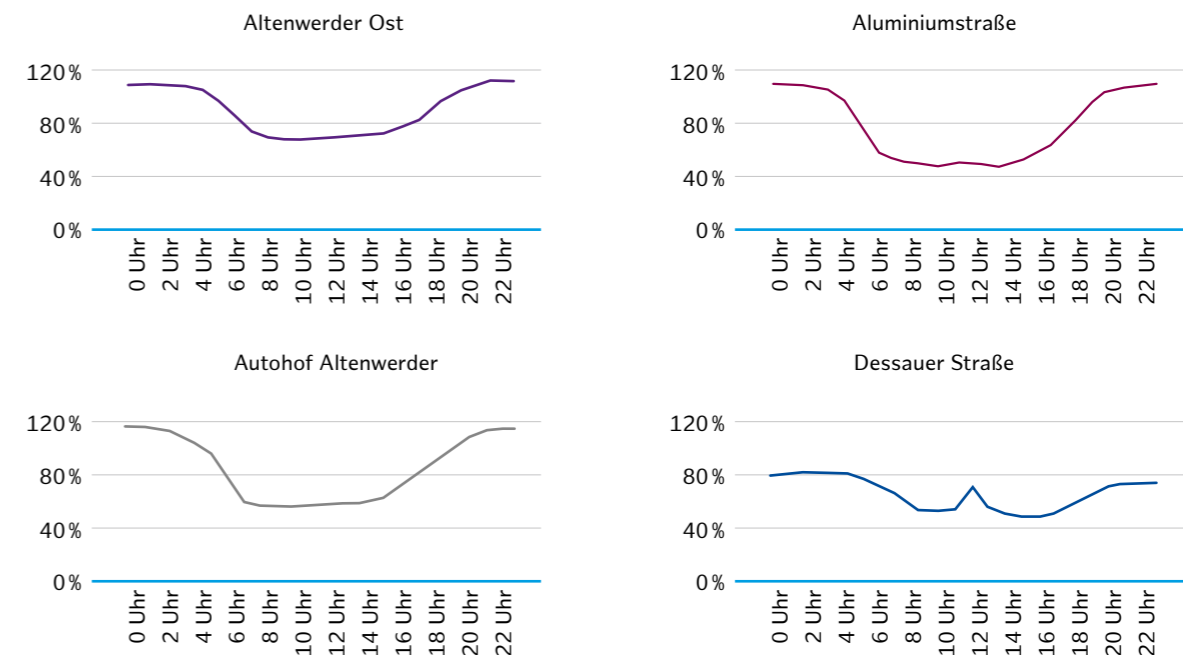 Altenwerder Ost
120 %
80 %
40 %
0 %
0 Uhr
2 Uhr
4 Uhr
6 Uhr
8 Uhr
10 Uhr
12 Uhr
14 Uhr
16 Uhr
18 Uhr
20 Uhr
22 Uhr
Aluminiumstraße
120 %
80 %
40 %
0 %
0 Uhr
2 Uhr
4 Uhr
6 Uhr
8 Uhr
10 Uhr
12 Uhr
14 Uhr
16 Uhr
18 Uhr
20 Uhr
22 Uhr
Autohof Altenwerder
120 %
80 %
40 %
0 %
0 Uhr
2 Uhr
4 Uhr
6 Uhr
8 Uhr
10 Uhr
12 Uhr
14 Uhr
16 Uhr
18 Uhr
20 Uhr
22 Uhr
Dessauer Straße
120 %
80 %
40 %
0 %
0 Uhr
2 Uhr
4 Uhr
6 Uhr
8 Uhr
10 Uhr
12 Uhr
14 Uhr
16 Uhr
18 Uhr
20 Uhr
22 Uhr